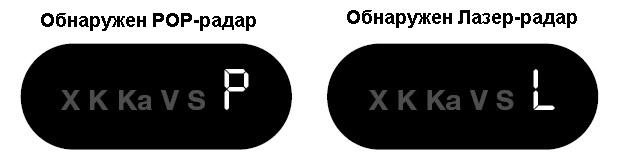 Обнаружен POP-радар
X K Ka V S P
Обнаружен Лазер-радар
X K Ka V S L